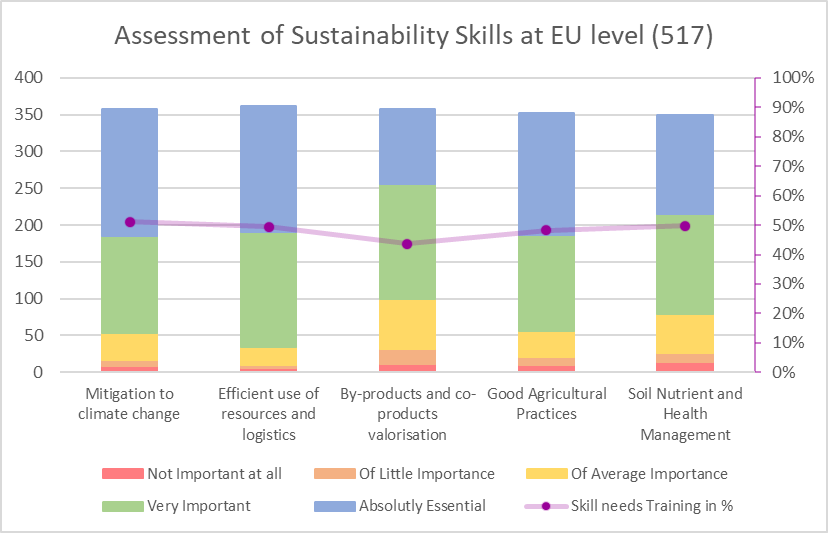 Assessment of Sustainability Skills at EU level (517)
400
350
300
250
200
150
100
50
0
100%
90%
80%
70%
60%
50%
40%
30%
20%
10%
0%
Mitigation to
climate change
Efficient use of
resources and
logistics
By-products and co-
products
valorisation
Good Agricultural
Practices
Soil Nutrient and
Health
Management
Not Important at all
Of Little Importance
Of Average Importance
Very Important
Absolutly Essential
Skill needs Training in %